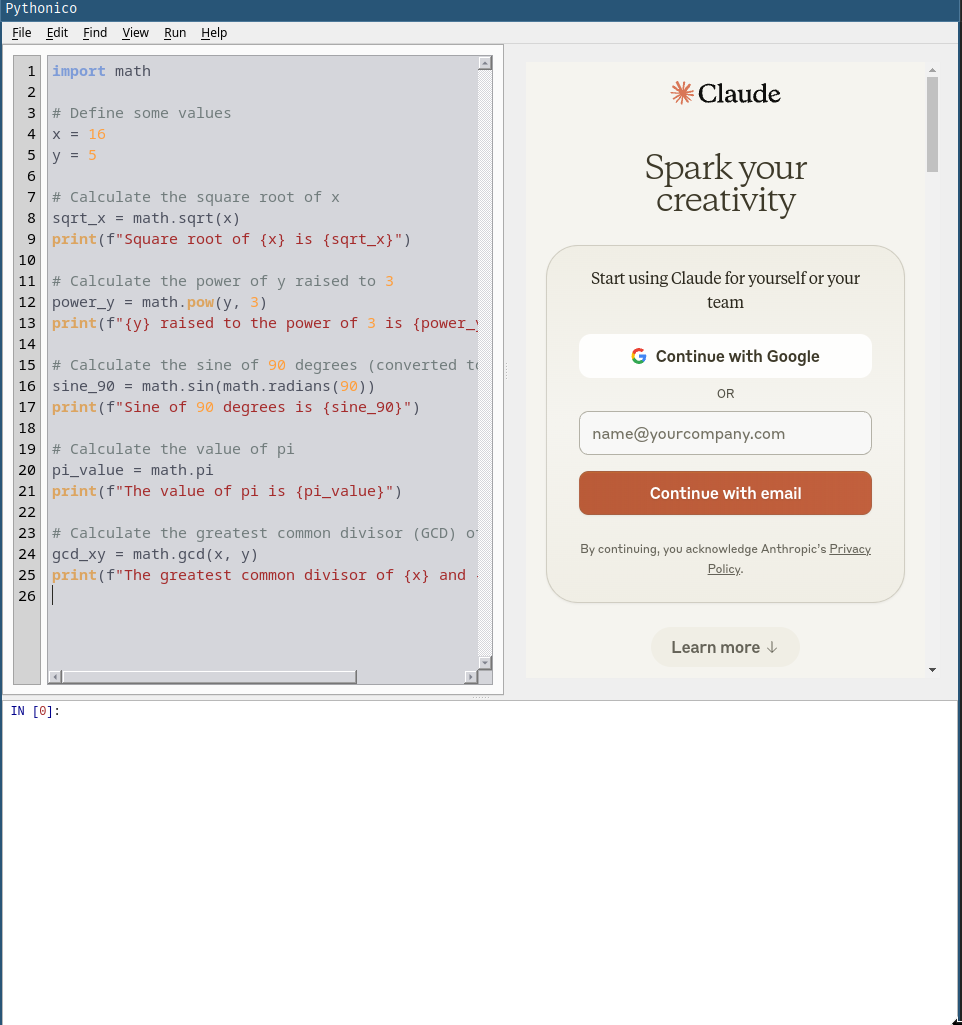 Pythonico
File Edit Find View Run Help
1 import math
2
3 # Define some values
4 x = 16
5 y = 5
6
7 # Calculate the square root of x
8 sqrt_x = math.sqrt(x)
9 print(f"Square root of {x} is {sqrt_x}")
10
11 # Calculate the power of y raised to 3
12 power_y = math.pow(y, 3)
13 print(f"{y} raised to the power of 3 is {power_y
14
15 # Calculate the sine of 90 degrees (converted to
16 sine_90 = math.sin(math.radians(90))
17 print(f"Sine of 90 degrees is {sine_90}")
18
19 # Calculate the value of pi
20 pi_value = math.pi
21 print(f"The value of pi is {pi_value}")
22
23 # Calculate the greatest common divisor (GCD) of
24 gcd_xy = math.gcd(x, y)
25 print(f"The greatest common divisor of {x} and {
26
Claude
Spark your
creativity
Start using Claude for yourself or your
team
Continue with Google
OR
name@yourcompany.com
Continue with email
By continuing, you acknowledge Anthropic's Privacy
Policy.
Learn more ↓
IN [0]: